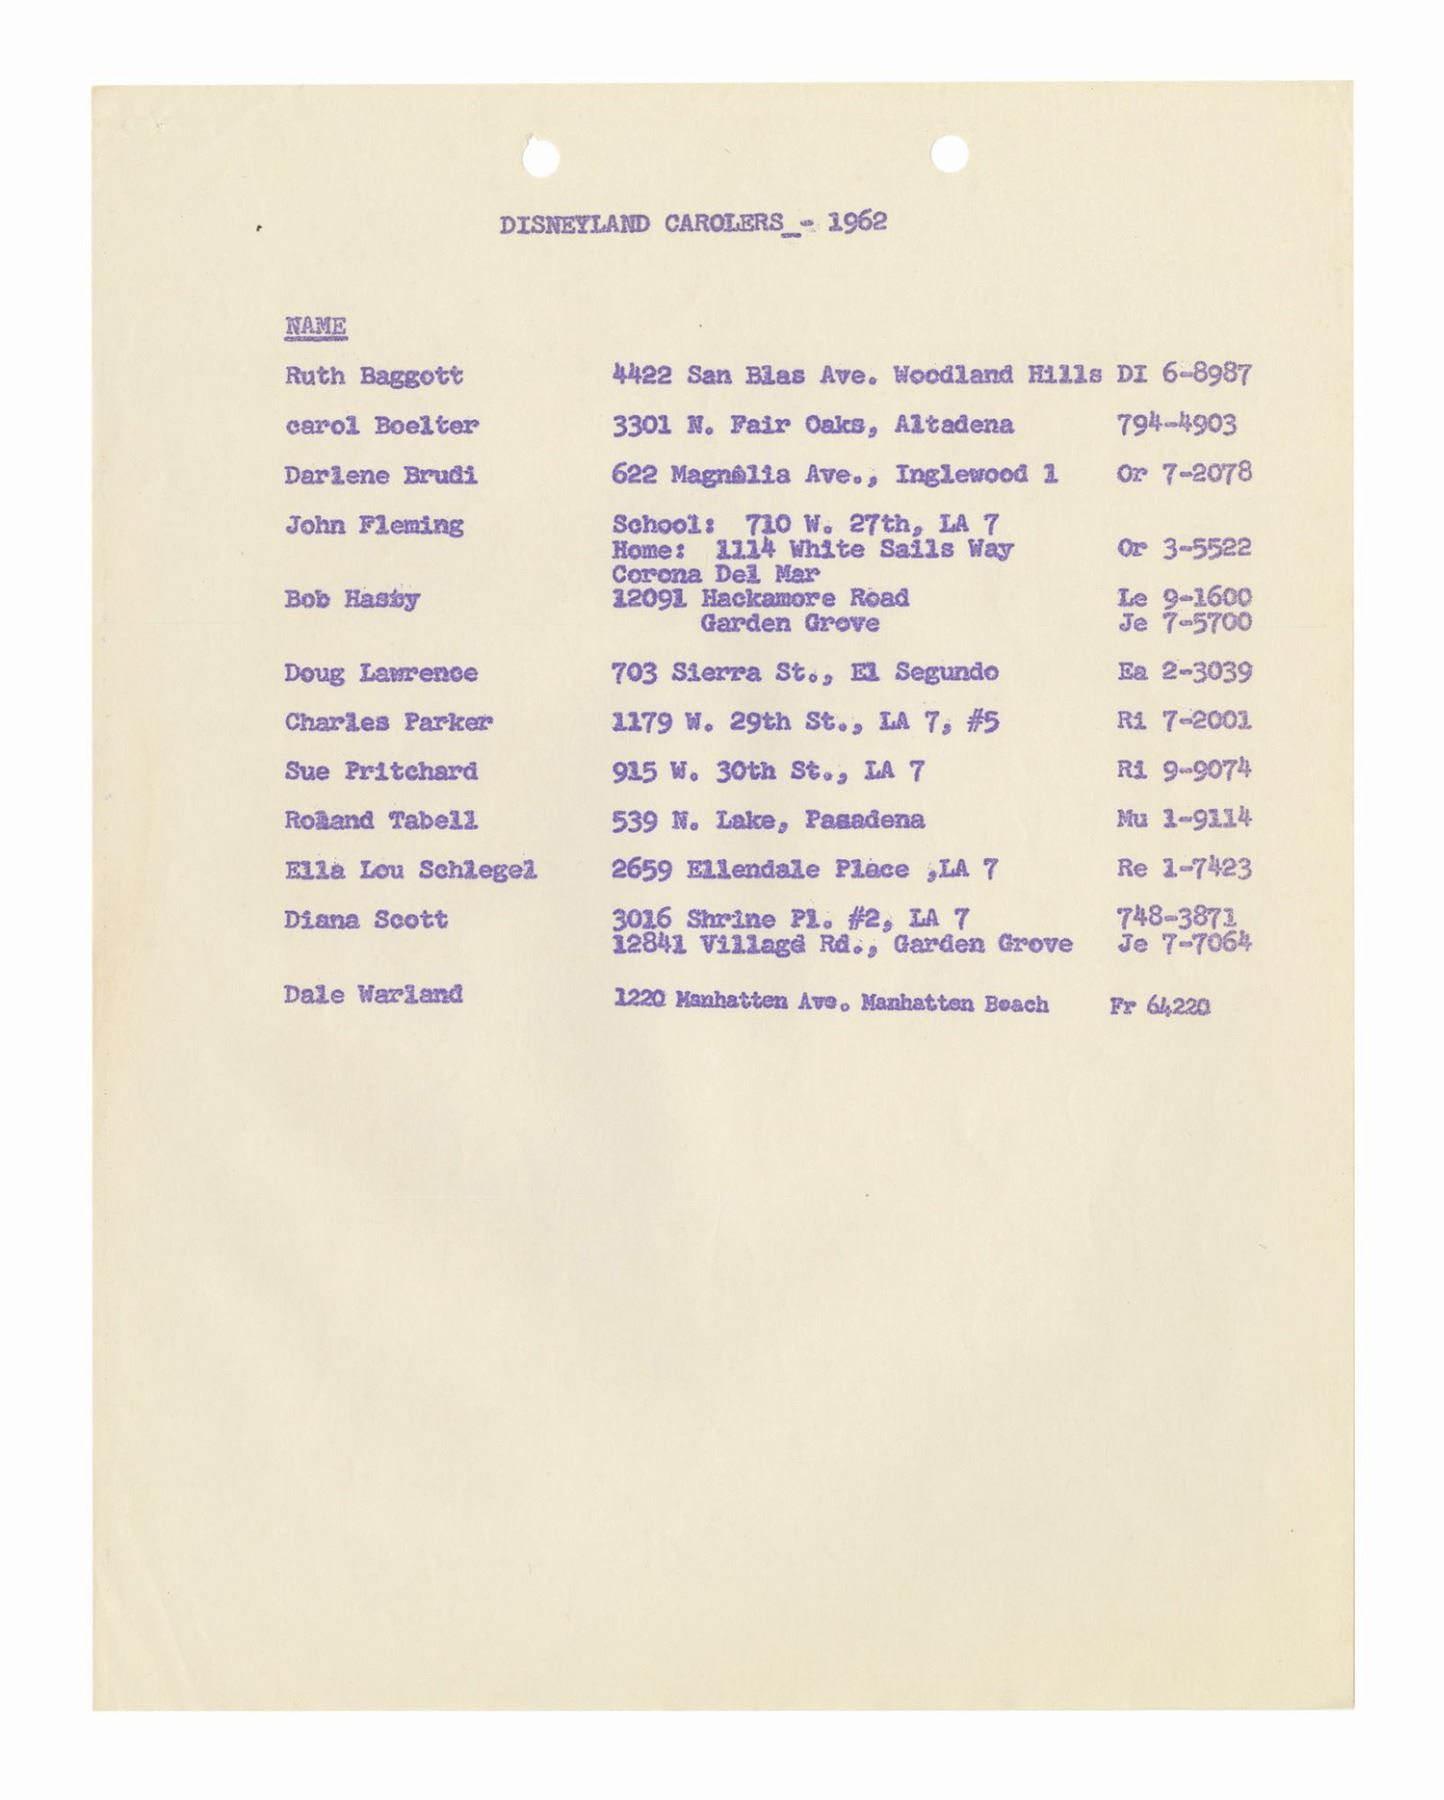 DISNEYLAND CAROLERS_- 1962
NAME
Ruth Baggott 4422 San Blas Ave. Woodland Hills DI 6-8987
carol Boelter 3301 N. Fair Oaks, Altadena 794-4903
Darlene Brudi 622 Magnolia Ave., Inglewood 1 Or 7-2078
John Fleming School: 710 W. 27th, LA 7
Home: 1114 White Sails Way Or 3-5522
Corona Del Mar
Bob Hasty 12091 Hackamore Road Le 9-1600
Garden Grove Je 7-5700
Doug Lawrence 703 Sierra St., El Segundo Ea 2-3039
Charles Parker 1179 W. 29th St., LA 7, #5 Ri 7-2001
Sue Pritchard 915 W. 30th St., LA 7 Ri 9-9074
Roland Tabell 539 N. Lake, Pasadena Mu 1-9114
Ella Lou Schlegel 2659 Ellendale Place ,LA 7 Re 1-7423
Diana Scott 3016 Shrine Pl. #2, LA 7 748-3871
12841 Village Rd., Garden Grove Je 7-7064
Dale Warland 1220 Manhatten Ave. Manhatten Beach Fr 64220